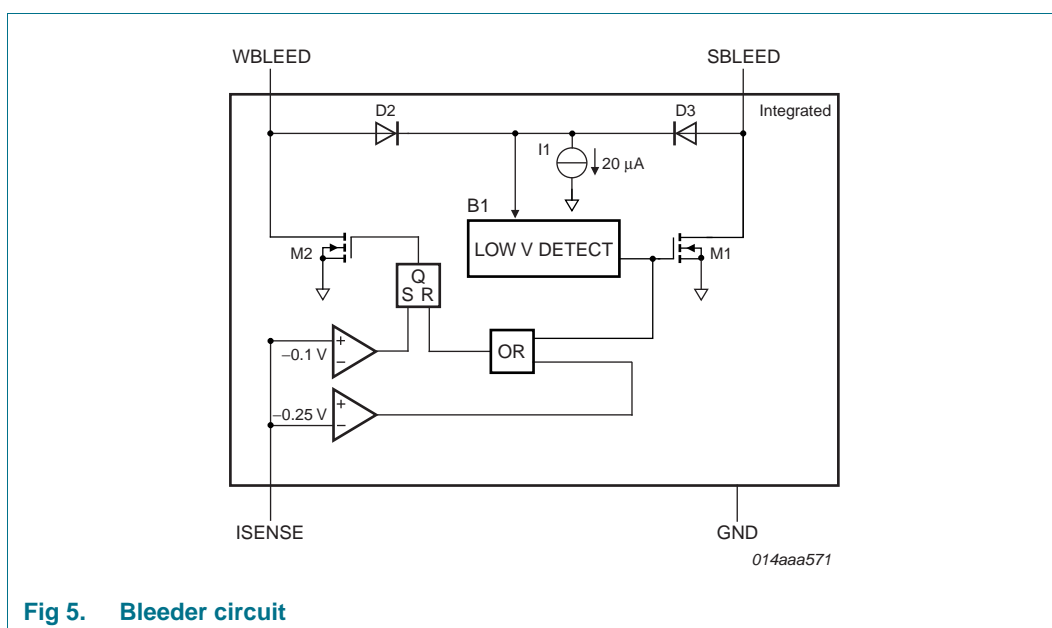 WBLEED
SBLEED
Integrated
D2
D3
I1
20 μA
B1
LOW V DETECT
M2
M1
Q
S R
OR
+
−0.1 V
−
+
−0.25 V
−
ISENSE
GND
014aaa571
Fig 5. Bleeder circuit